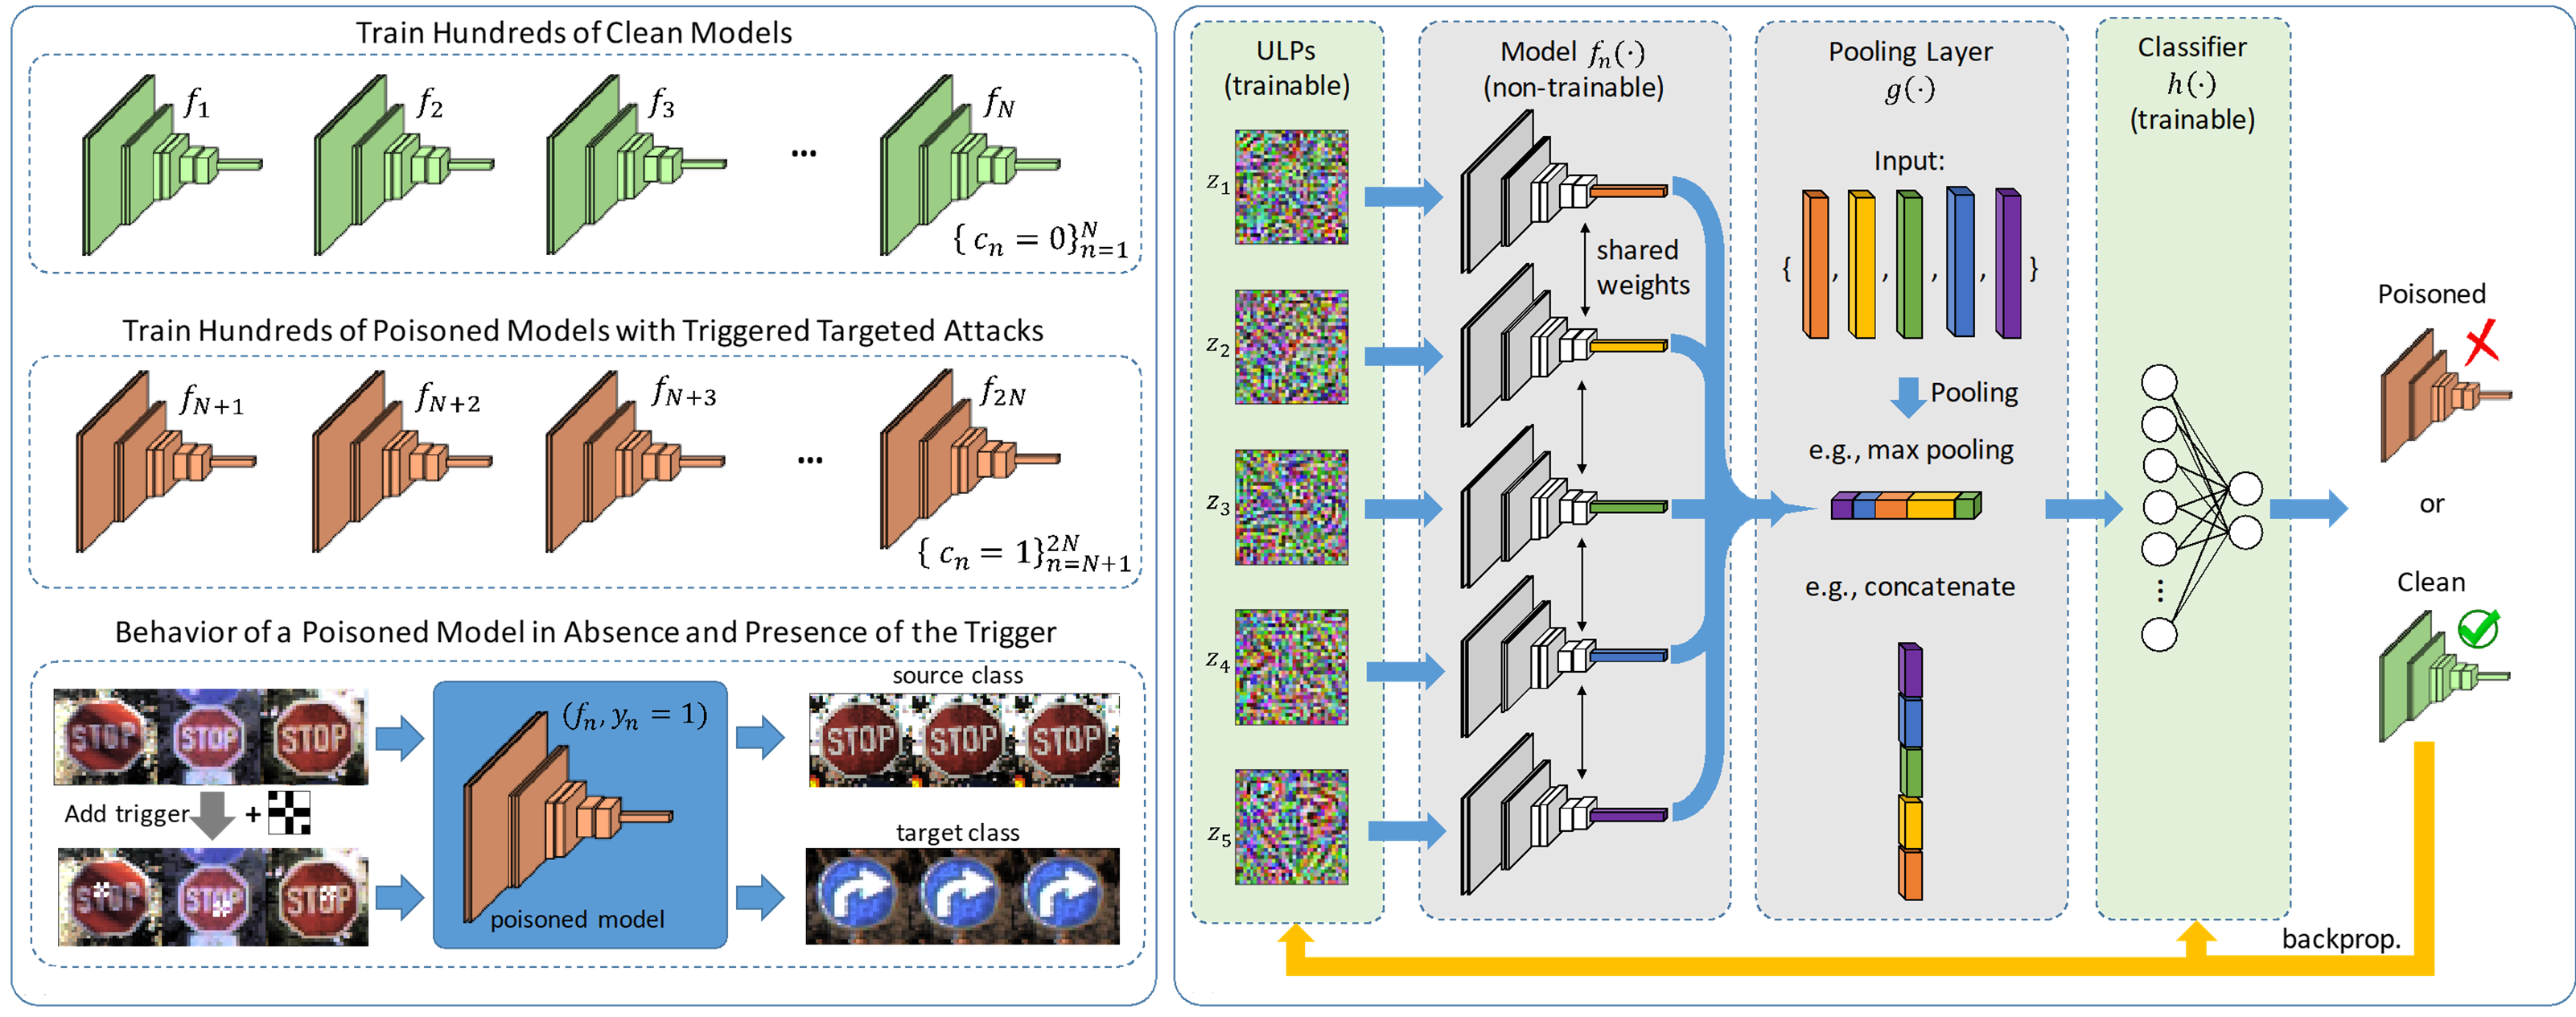 Train Hundreds of Clean Models
f_1
f_2
f_3
...
f_N
{ c_n = 0}_{n=1}^N
Train Hundreds of Poisoned Models with Triggered Targeted Attacks
f_{N+1}
f_{N+2}
f_{N+3}
...
f_{2N}
{ c_n = 1}_{n=N+1}^{2N}
Behavior of a Poisoned Model in Absence and Presence of the Trigger
STOP STOP STOP
Add trigger +
STOP STOP STOP
(f_n, y_n = 1)
poisoned model
source class
STOP STOP STOP
target class
ULPs
(trainable)
z_1
z_2
z_3
z_4
z_5
Model f_n(·)
(non-trainable)
shared
weights
Pooling Layer
g(·)
Input:
{ , , , , }
Pooling
e.g., max pooling
e.g., concatenate
Classifier
h(·)
(trainable)
⋮
Poisoned
or
Clean
backprop.